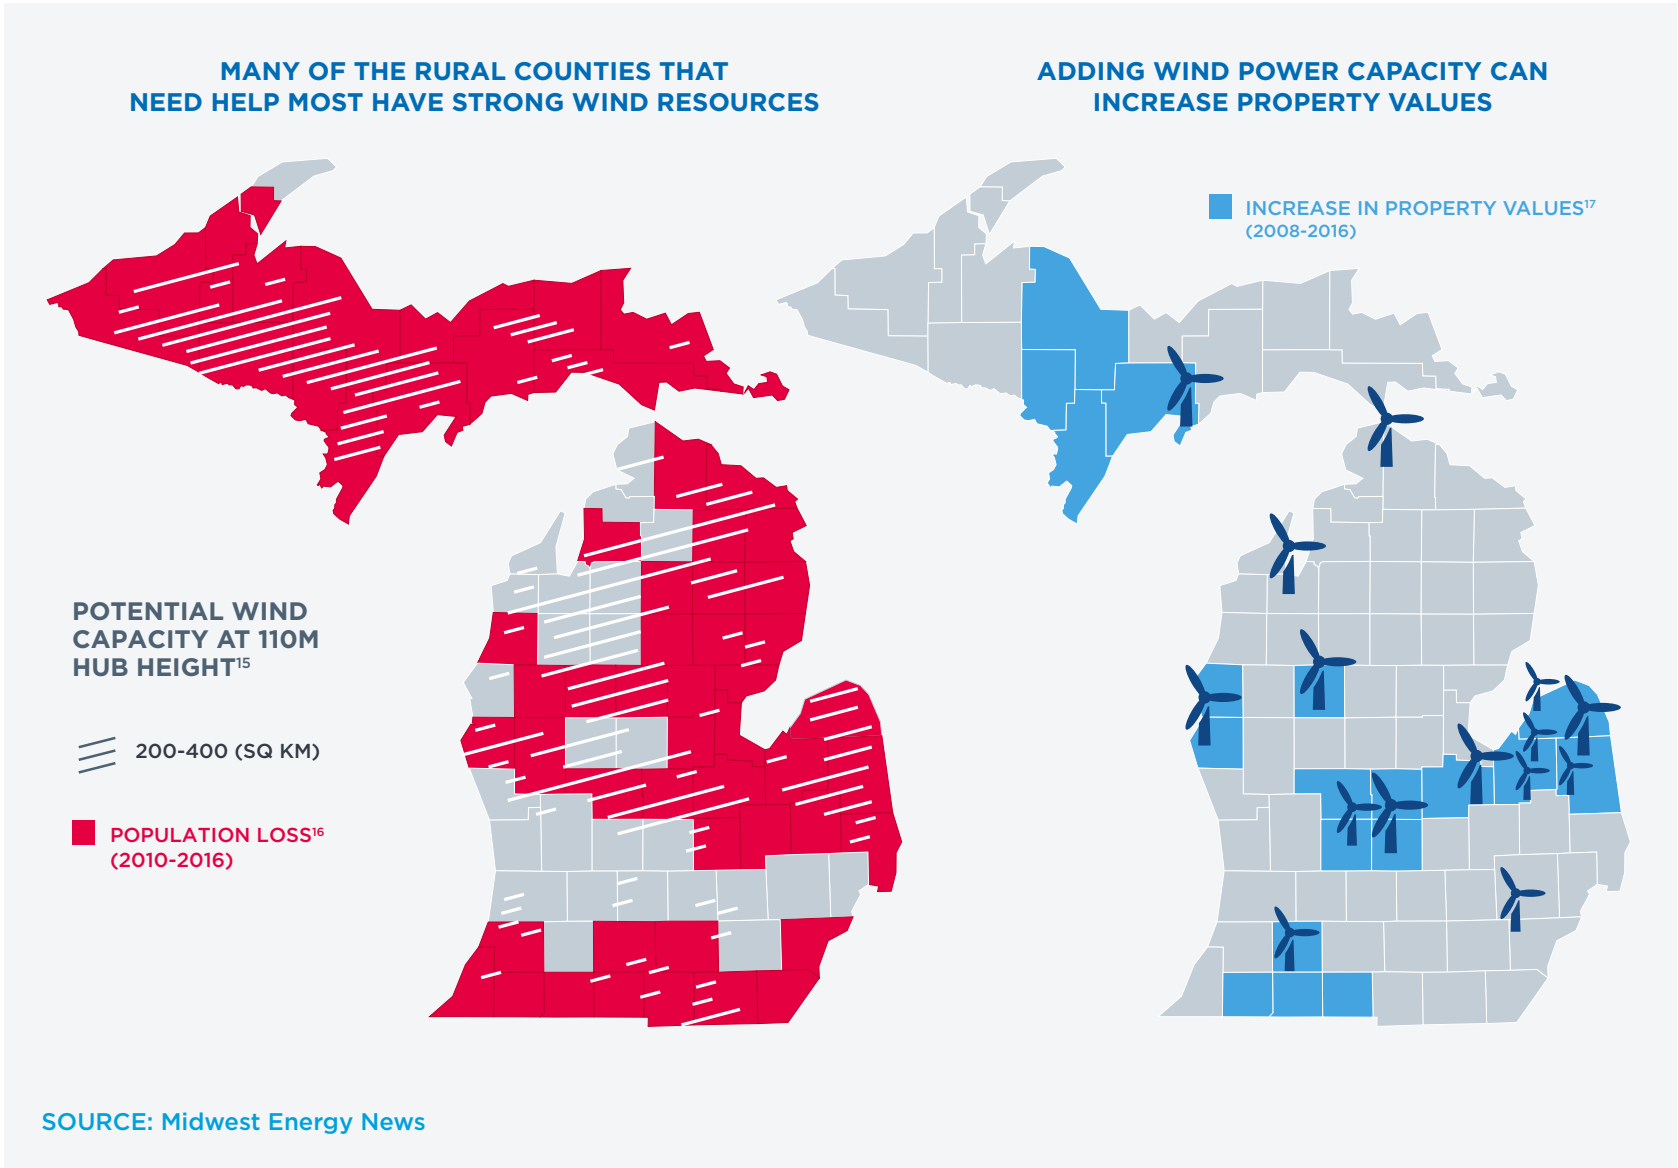 MANY OF THE RURAL COUNTIES THAT
NEED HELP MOST HAVE STRONG WIND RESOURCES
ADDING WIND POWER CAPACITY CAN
INCREASE PROPERTY VALUES
INCREASE IN PROPERTY VALUES17
(2008-2016)
POTENTIAL WIND
CAPACITY AT 110M
HUB HEIGHT15
200-400 (SQ KM)
POPULATION LOSS16
(2010-2016)
SOURCE: Midwest Energy News